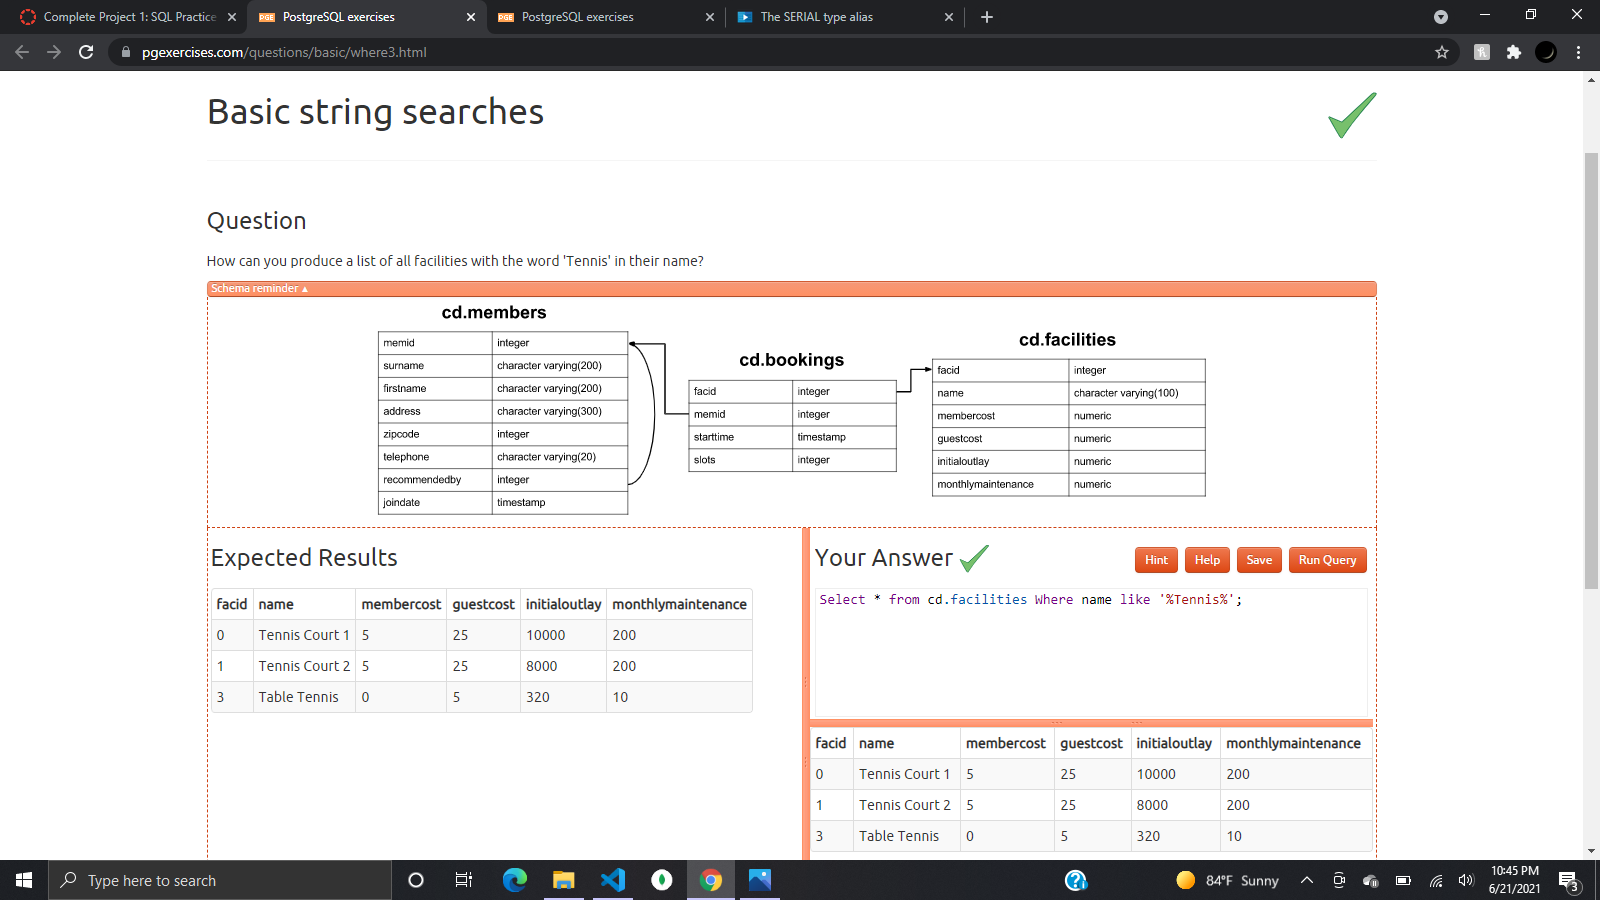 Complete Project 1: SQL Practice
PostgreSQL exercises
PostgreSQL exercises
The SERIAL type alias
pgexercises.com/questions/basic/where3.html
Basic string searches
Question
How can you produce a list of all facilities with the word 'Tennis' in their name?
Schema reminder ▲
cd.members
memid integer
surname character varying(200)
firstname character varying(200)
address character varying(300)
zipcode integer
telephone character varying(20)
recommendedby integer
joindate timestamp
cd.bookings
facid integer
memid integer
starttime timestamp
slots integer
cd.facilities
facid integer
name character varying(100)
membercost numeric
guestcost numeric
initialoutlay numeric
monthlymaintenance numeric
Expected Results
facid name membercost guestcost initialoutlay monthlymaintenance
0 Tennis Court 1 5 25 10000 200
1 Tennis Court 2 5 25 8000 200
3 Table Tennis 0 5 320 10
Your Answer
Hint Help Save Run Query
Select * from cd.facilities Where name like '%Tennis%';
facid name membercost guestcost initialoutlay monthlymaintenance
0 Tennis Court 1 5 25 10000 200
1 Tennis Court 2 5 25 8000 200
3 Table Tennis 0 5 320 10
Type here to search
84°F Sunny
10:45 PM
6/21/2021
3